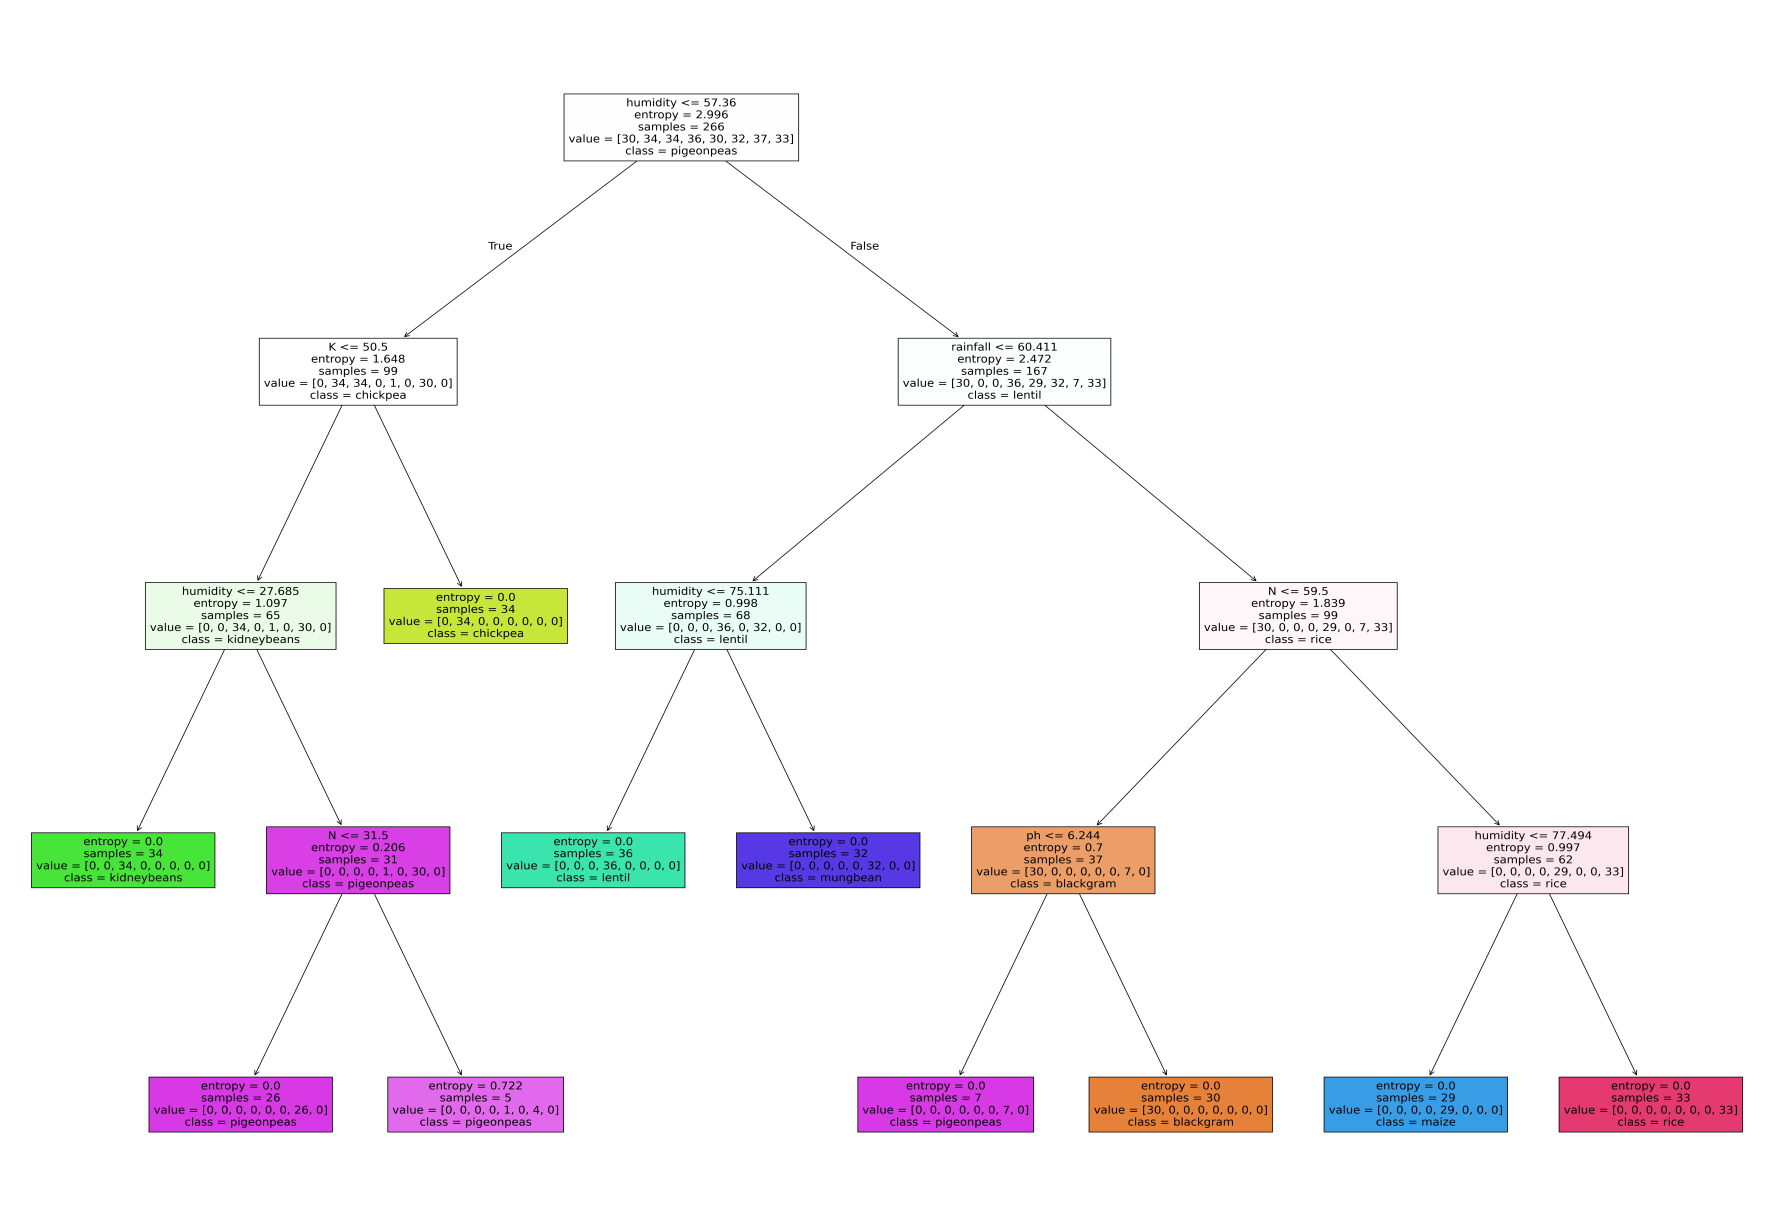 humidity <= 57.36
entropy = 2.996
samples = 266
value = [30, 34, 34, 36, 30, 32, 37, 33]
class = pigeonpeas
True
False
K <= 50.5
entropy = 1.648
samples = 99
value = [0, 34, 34, 0, 1, 0, 30, 0]
class = chickpea
rainfall <= 60.411
entropy = 2.472
samples = 167
value = [30, 0, 0, 36, 29, 32, 7, 33]
class = lentil
humidity <= 27.685
entropy = 1.097
samples = 65
value = [0, 0, 34, 0, 1, 0, 30, 0]
class = kidneybeans
entropy = 0.0
samples = 34
value = [0, 34, 0, 0, 0, 0, 0, 0]
class = chickpea
humidity <= 75.111
entropy = 0.998
samples = 68
value = [0, 0, 0, 36, 0, 32, 0, 0]
class = lentil
N <= 59.5
entropy = 1.839
samples = 99
value = [30, 0, 0, 0, 29, 0, 7, 33]
class = rice
entropy = 0.0
samples = 34
value = [0, 0, 34, 0, 0, 0, 0, 0]
class = kidneybeans
N <= 31.5
entropy = 0.206
samples = 31
value = [0, 0, 0, 0, 1, 0, 30, 0]
class = pigeonpeas
entropy = 0.0
samples = 36
value = [0, 0, 0, 36, 0, 0, 0, 0]
class = lentil
entropy = 0.0
samples = 32
value = [0, 0, 0, 0, 0, 32, 0, 0]
class = mungbean
ph <= 6.244
entropy = 0.7
samples = 37
value = [30, 0, 0, 0, 0, 0, 7, 0]
class = blackgram
humidity <= 77.494
entropy = 0.997
samples = 62
value = [0, 0, 0, 0, 29, 0, 0, 33]
class = rice
entropy = 0.0
samples = 26
value = [0, 0, 0, 0, 0, 0, 26, 0]
class = pigeonpeas
entropy = 0.722
samples = 5
value = [0, 0, 0, 0, 1, 0, 4, 0]
class = pigeonpeas
entropy = 0.0
samples = 7
value = [0, 0, 0, 0, 0, 0, 7, 0]
class = pigeonpeas
entropy = 0.0
samples = 30
value = [30, 0, 0, 0, 0, 0, 0, 0]
class = blackgram
entropy = 0.0
samples = 29
value = [0, 0, 0, 0, 29, 0, 0, 0]
class = maize
entropy = 0.0
samples = 33
value = [0, 0, 0, 0, 0, 0, 0, 33]
class = rice